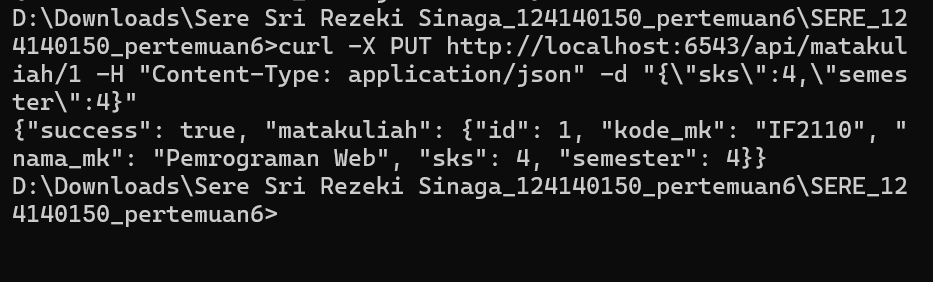 D:\Downloads\Sere Sri Rezeki Sinaga_124140150_pertemuan6\SERE_12
4140150_pertemuan6>curl -X PUT http://localhost:6543/api/matakul
iah/1 -H "Content-Type: application/json" -d "{\"sks\":4,\"semes
ter\":4}"
{"success": true, "matakuliah": {"id": 1, "kode_mk": "IF2110", "
nama_mk": "Pemrograman Web", "sks": 4, "semester": 4}}
D:\Downloads\Sere Sri Rezeki Sinaga_124140150_pertemuan6\SERE_12
4140150_pertemuan6>